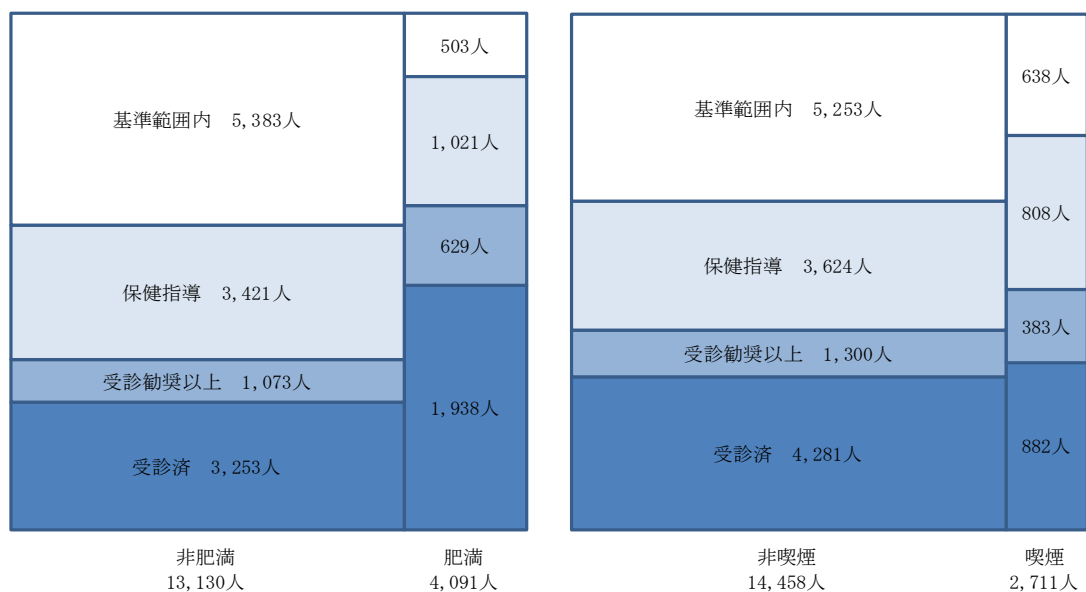 基準範囲内 5,383人
503人
1,021人
保健指導 3,421人
629人
受診勧奨以上 1,073人
1,938人
受診済 3,253人
非肥満
13,130人
肥満
4,091人
基準範囲内 5,253人
638人
808人
保健指導 3,624人
383人
受診勧奨以上 1,300人
882人
受診済 4,281人
非喫煙
14,458人
喫煙
2,711人